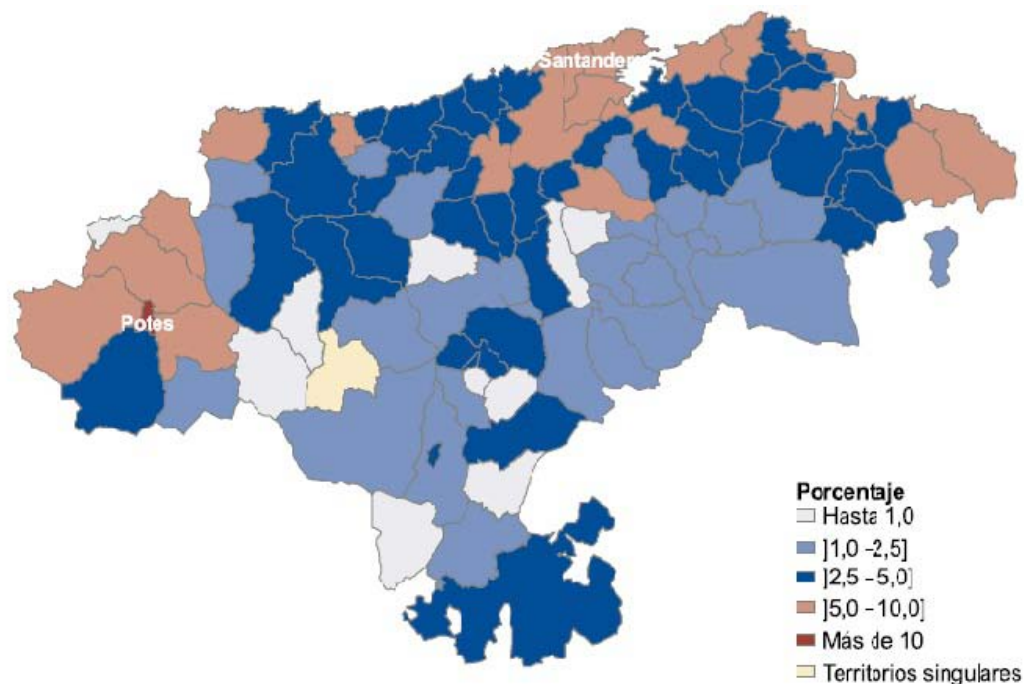 Santander
Potes
Porcentaje
Hasta 1,0
]1,0 -2,5]
]2,5 -5,0]
]5,0 -10,0]
Más de 10
Territorios singulares